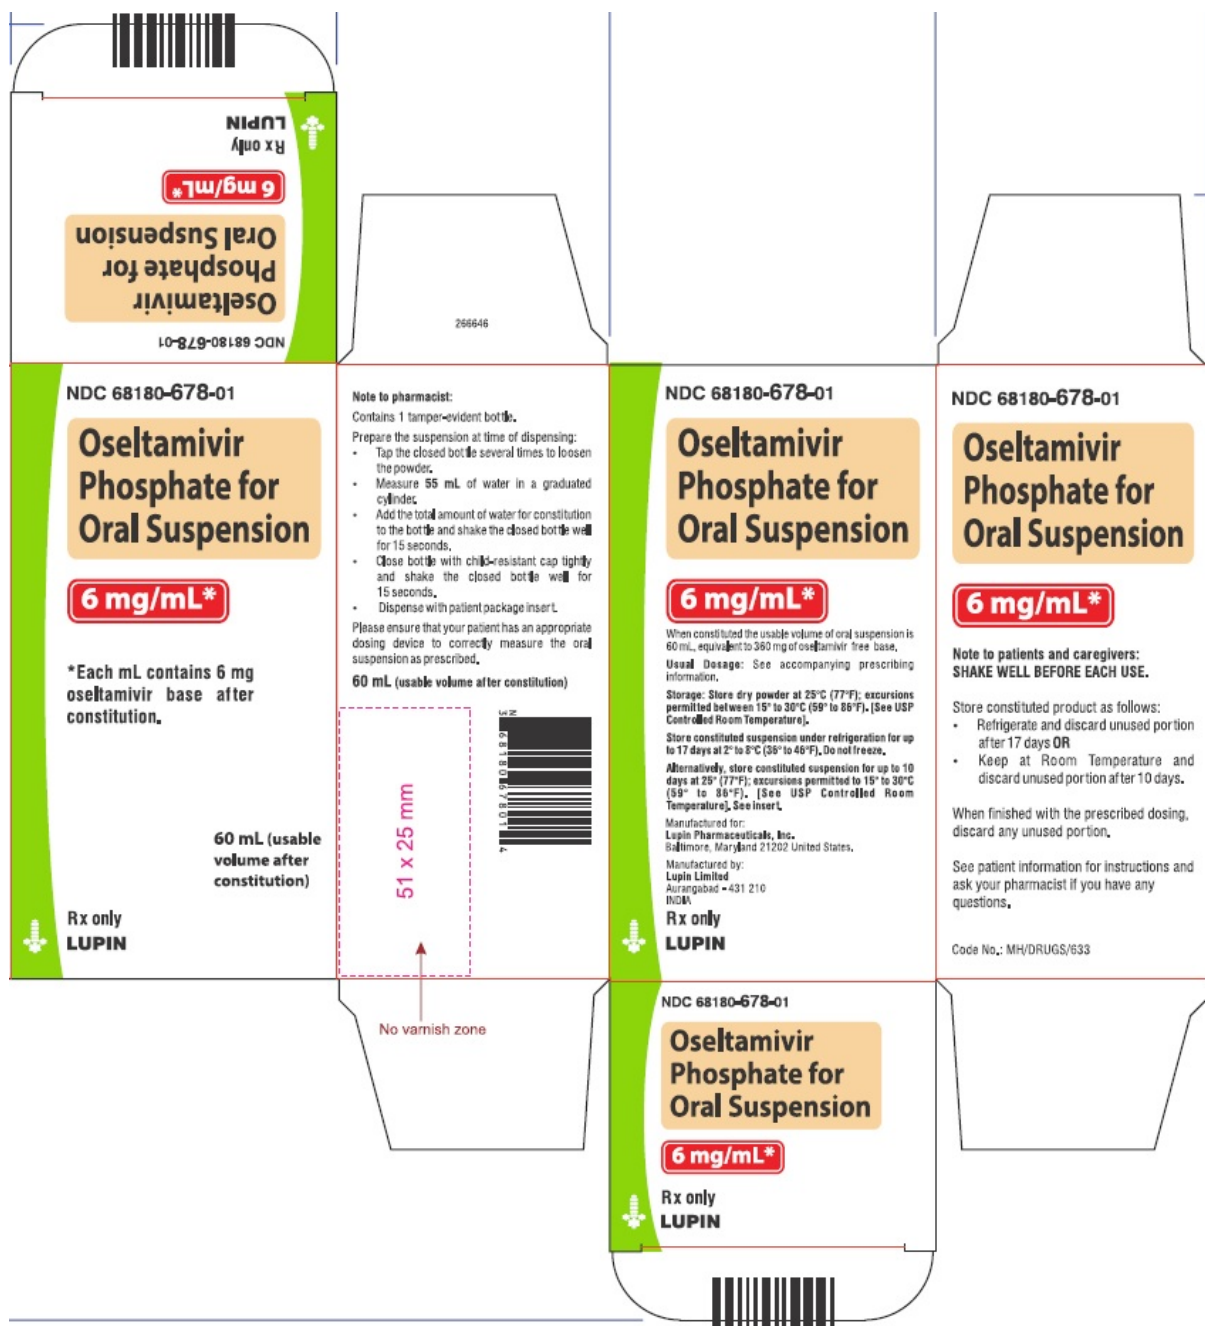 LUPIN
Rx only
6 mg/mL*
Oseltamivir
Phosphate for
Oral Suspension
NDC 68180-678-01
266646
NDC 68180-678-01
Oseltamivir
Phosphate for
Oral Suspension
6 mg/mL*
*Each mL contains 6 mg
oseltamivir base after
constitution.
60 mL (usable
volume after
constitution)
Rx only
LUPIN
Note to pharmacist:
Contains 1 tamper-evident bottle.
Prepare the suspension at time of dispensing:
• Tap the closed bottle several times to loosen
the powder.
• Measure 55 mL of water in a graduated
cylinder.
• Add the total amount of water for constitution
to the bottle and shake the closed bottle well
for 15 seconds.
• Close bottle with child-resistant cap tightly
and shake the closed bottle well for
15 seconds.
• Dispense with patient package insert.
Please ensure that your patient has an appropriate
dosing device to correctly measure the oral
suspension as prescribed.
60 mL (usable volume after constitution)
N
3 68180 67801 4
51 x 25 mm
No varnish zone
NDC 68180-678-01
Oseltamivir
Phosphate for
Oral Suspension
6 mg/mL*
When constituted the usable volume of oral suspension is
60 mL, equivalent to 360 mg of oseltamivir free base.
Usual Dosage: See accompanying prescribing
information.
Storage: Store dry powder at 25°C (77°F); excursions
permitted between 15° to 30°C (59° to 86°F). [See USP
Controlled Room Temperature].
Store constituted suspension under refrigeration for up
to 17 days at 2° to 8°C (36° to 46°F). Do not freeze.
Alternatively, store constituted suspension for up to 10
days at 25° (77°F); excursions permitted to 15° to 30°C
(59° to 86°F). [See USP Controlled Room
Temperature]. See insert.
Manufactured for:
Lupin Pharmaceuticals, Inc.
Baltimore, Maryland 21202 United States.
Manufactured by:
Lupin Limited
Aurangabad - 431 210
INDIA
Rx only
LUPIN
NDC 68180-678-01
Oseltamivir
Phosphate for
Oral Suspension
6 mg/mL*
Note to patients and caregivers:
SHAKE WELL BEFORE EACH USE.
Store constituted product as follows:
• Refrigerate and discard unused portion
after 17 days OR
• Keep at Room Temperature and
discard unused portion after 10 days.
When finished with the prescribed dosing,
discard any unused portion.
See patient information for instructions and
ask your pharmacist if you have any
questions.
Code No.: MH/DRUGS/633
NDC 68180-678-01
Oseltamivir
Phosphate for
Oral Suspension
6 mg/mL*
Rx only
LUPIN